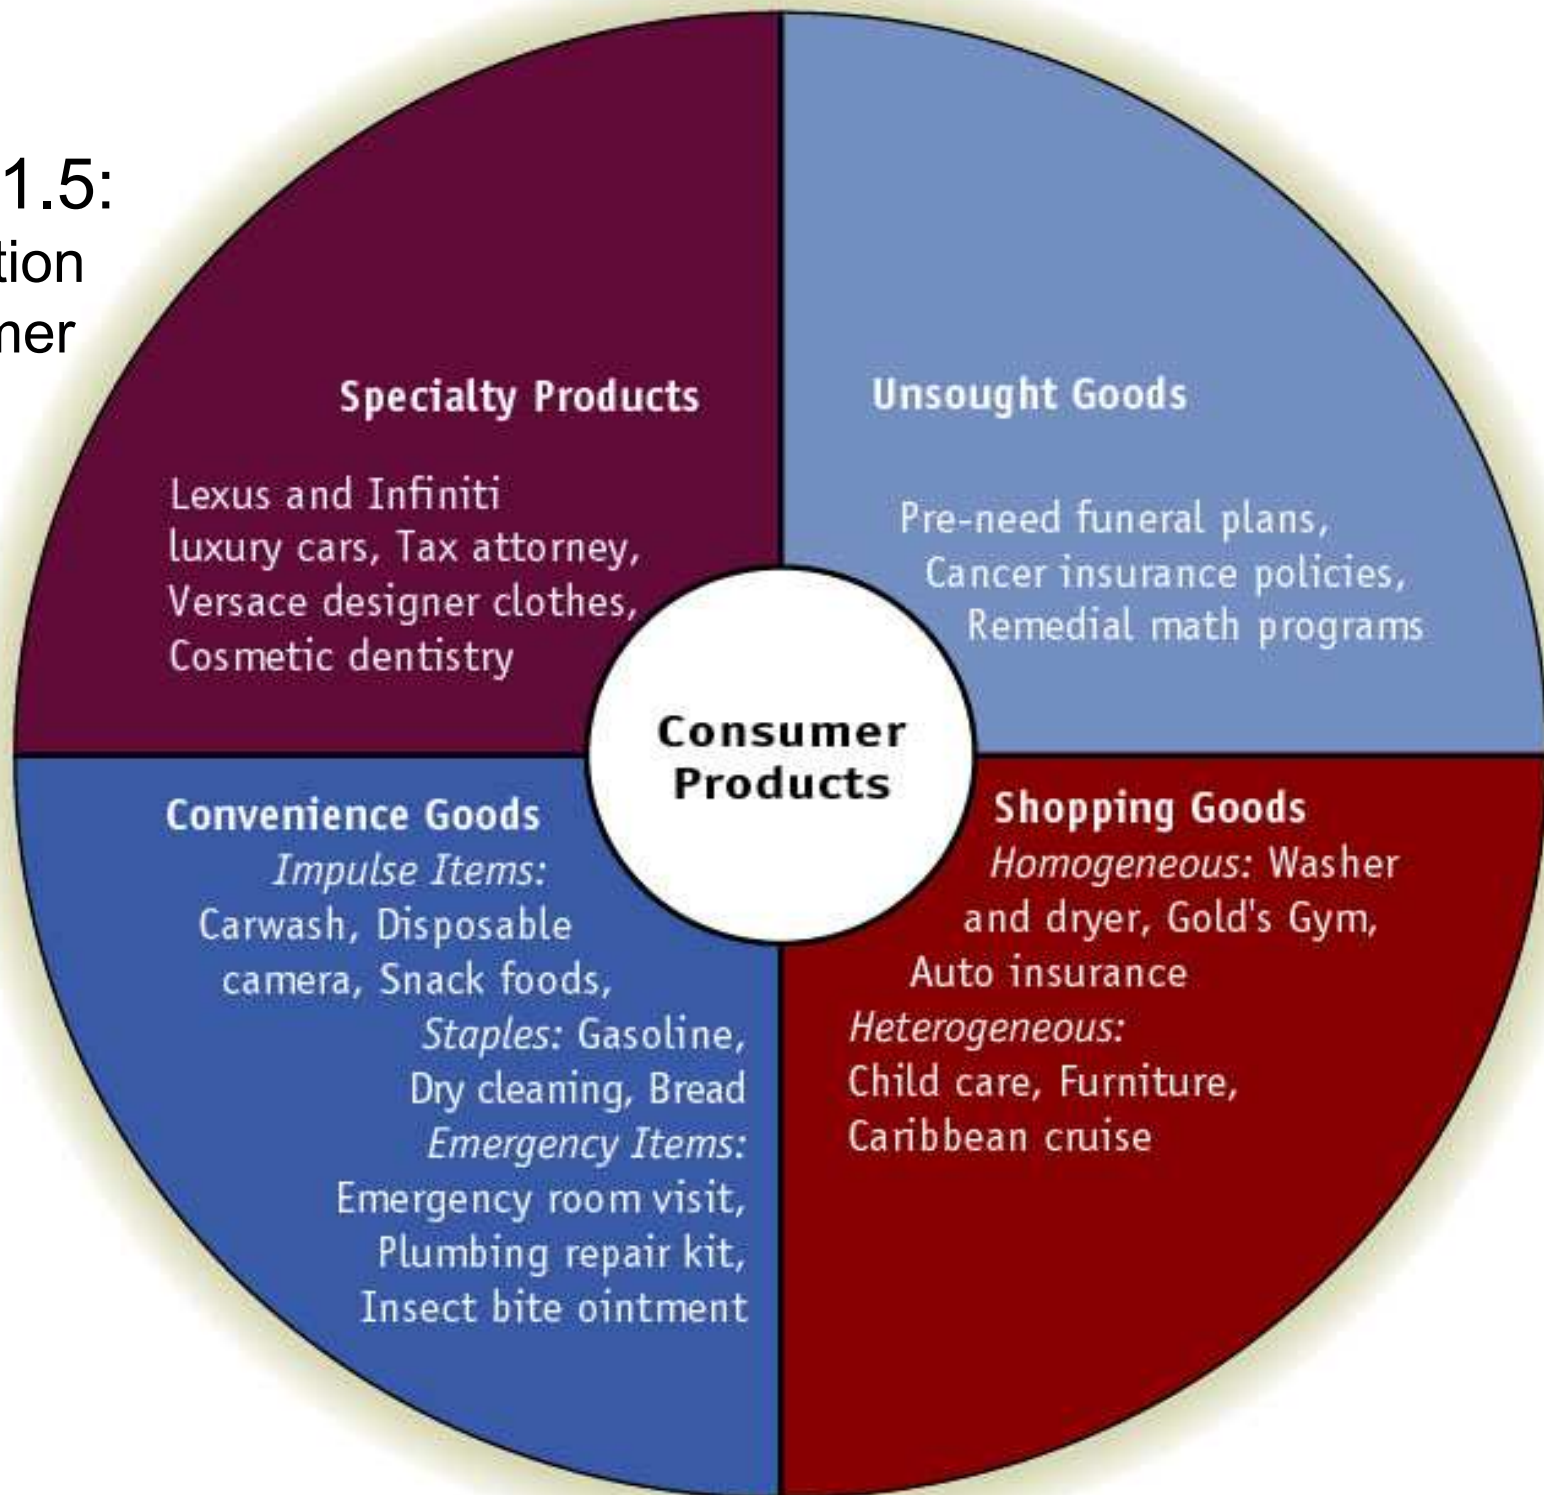 1.5:
tion
mer
Specialty Products
Lexus and Infiniti
luxury cars, Tax attorney,
Versace designer clothes,
Cosmetic dentistry
Unsought Goods
Pre-need funeral plans,
Cancer insurance policies,
Remedial math programs
Consumer
Products
Convenience Goods
Impulse Items:
Carwash, Disposable
camera, Snack foods,
Staples: Gasoline,
Dry cleaning, Bread
Emergency Items:
Emergency room visit,
Plumbing repair kit,
Insect bite ointment
Shopping Goods
Homogeneous: Washer
and dryer, Gold's Gym,
Auto insurance
Heterogeneous:
Child care, Furniture,
Caribbean cruise